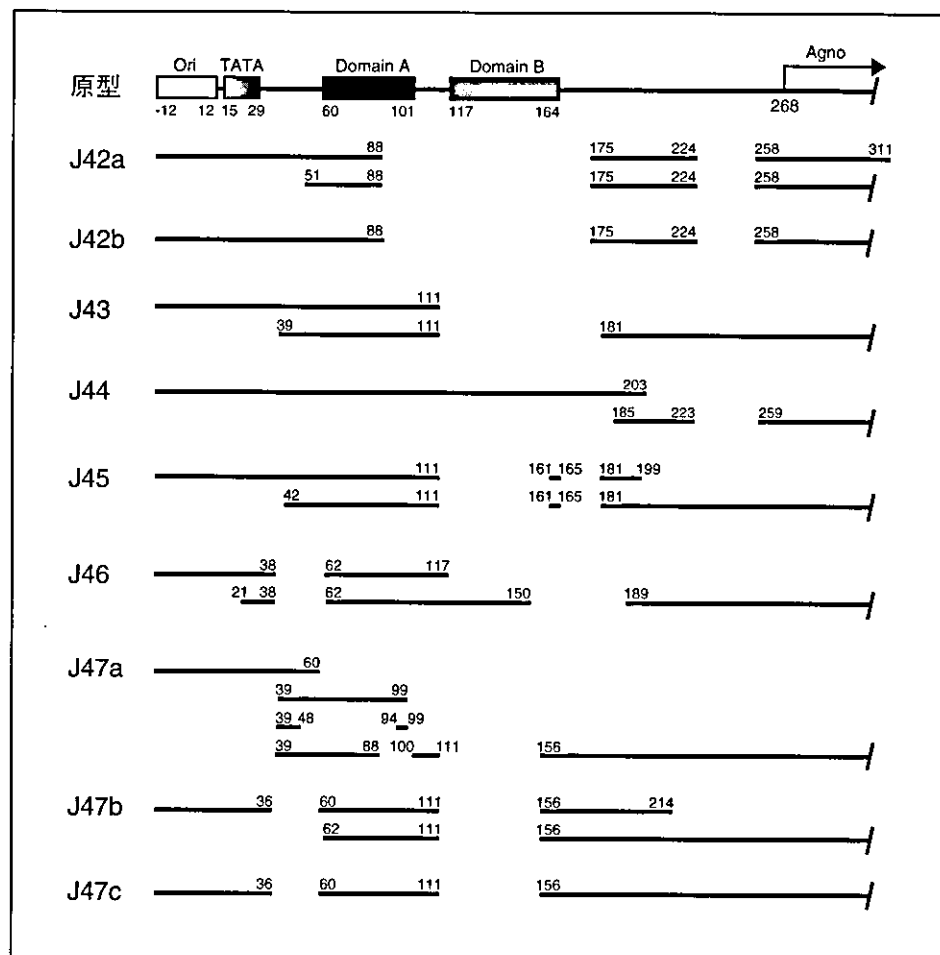 Ori TATA Domain A Domain B Agno
原型
-12 12 15 29 60 101 117 164 268
J42a
88 175 224 258 311
51 88 175 224 258
J42b
88 175 224 258
J43
111
39 111 181
J44
203
185 223 259
J45
111 161 165 181 199
42 111 161 165 181
J46
38 62 117
21 38 62 150 189
J47a
60
39 99
39 48 94 99
39 88 100 111 156
J47b
36 60 111 156 214
62 111 156
J47c
36 60 111 156